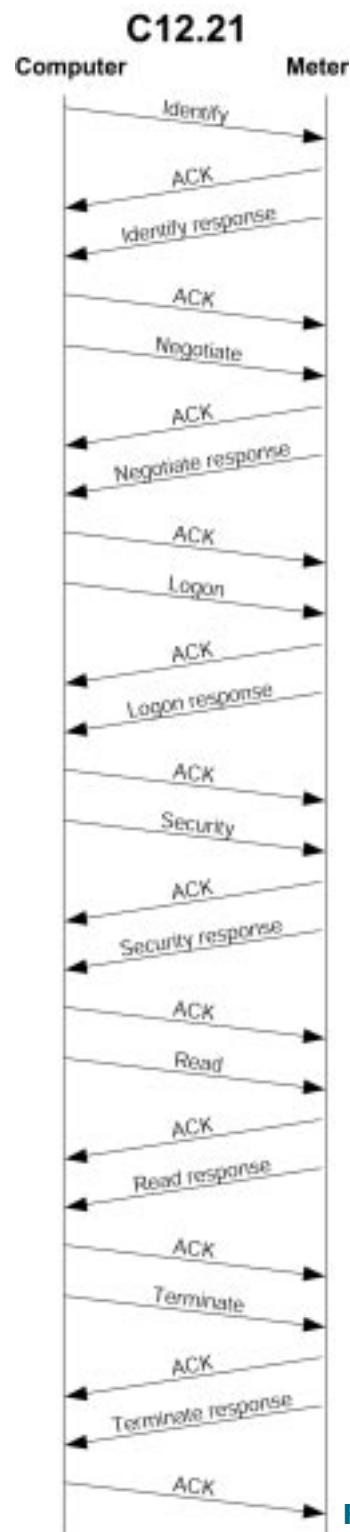 C12.21
Computer Meter
Identify
ACK
Identify response
ACK
Negotiate
ACK
Negotiate response
ACK
Logon
ACK
Logon response
ACK
Security
ACK
Security response
ACK
Read
ACK
Read response
ACK
Terminate
ACK
Terminate response
ACK